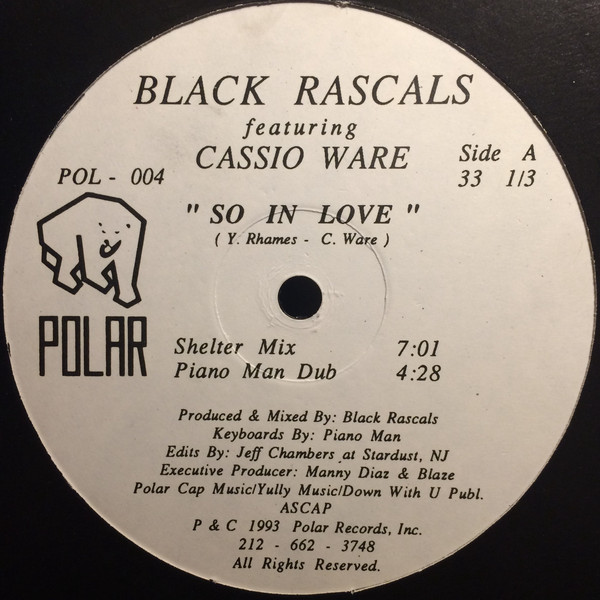 BLACK RASCALS
featuring
CASSIO WARE
Side A
POL - 004
33 1/3
" SO IN LOVE "
( Y. Rhames - C. Ware )
POLAR
Shelter Mix 7:01
Piano Man Dub 4:28
Produced & Mixed By: Black Rascals
Keyboards By: Piano Man
Edits By: Jeff Chambers at Stardust, NJ
Executive Producer: Manny Diaz & Blaze
Polar Cap Music/Yully Music/Down With U Publ.
ASCAP
P & C 1993 Polar Records, Inc.
212 - 662 - 3748
All Rights Reserved.